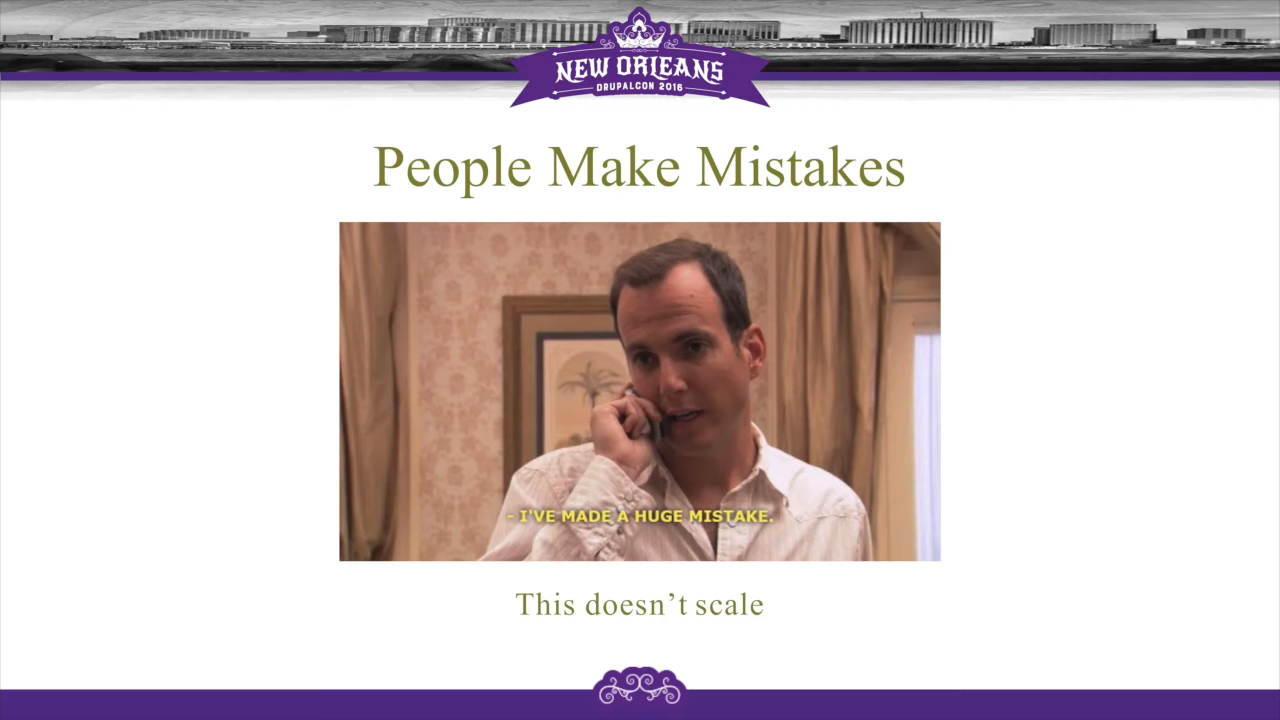 NEW ORLEANS
DRUPALCON 2016
People Make Mistakes
- I'VE MADE A HUGE MISTAKE.
This doesn’t scale